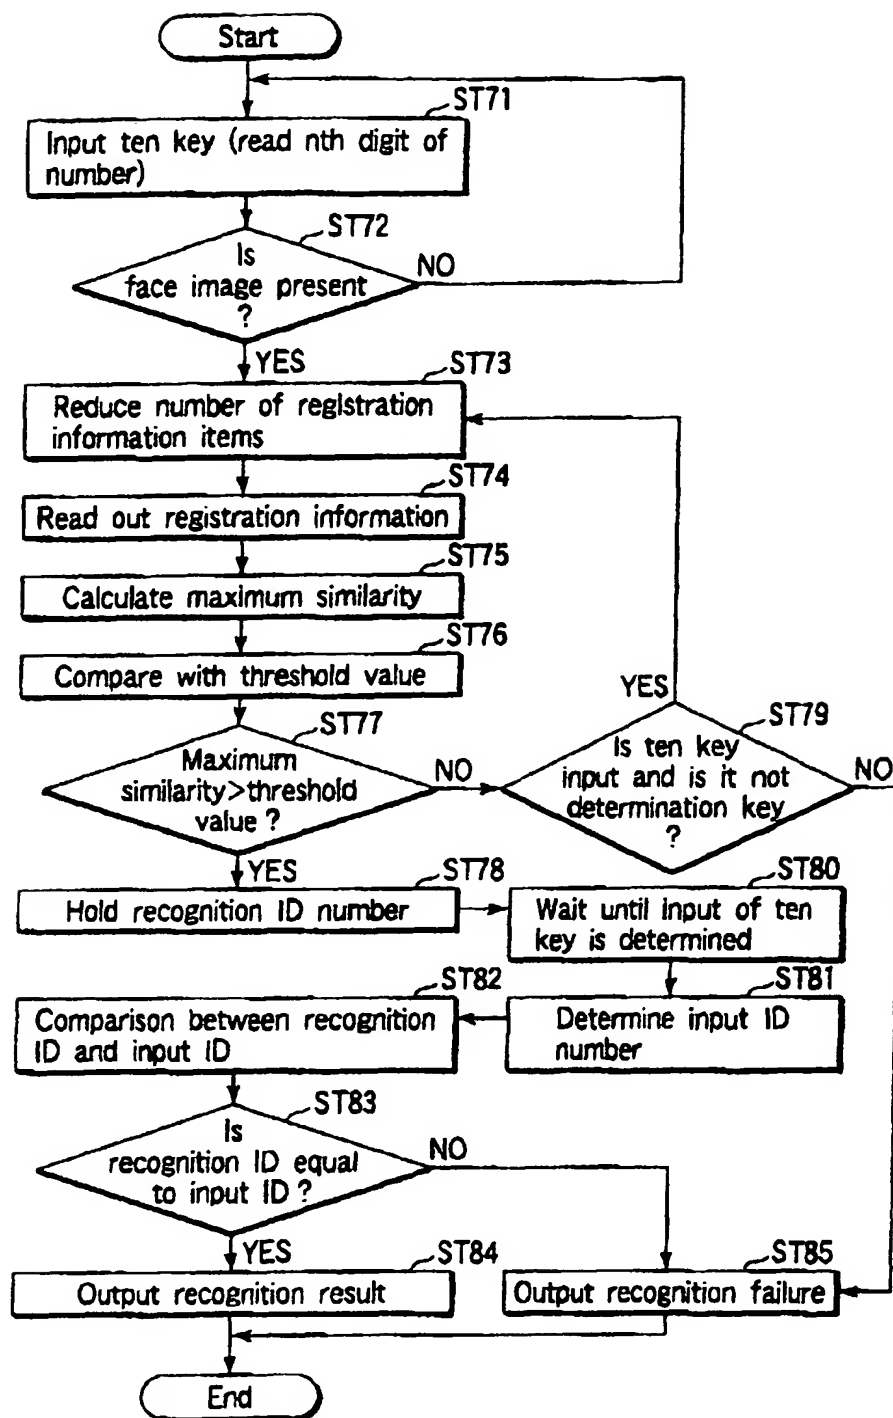 Start
ST71
Input ten key (read nth digit of
number)
ST72
Is
face image present
?
NO
YES
ST73
Reduce number of registration
information items
ST74
Read out registration information
ST75
Calculate maximum similarity
ST76
Compare with threshold value
ST77
Maximum
similarity>threshold
value?
NO
YES
ST79
Is ten key
input and is it not
determination key
?
YES
NO
ST78
Hold recognition ID number
ST80
Wait until input of ten
key is determined
ST81
Determine input ID
number
ST82
Comparison between recognition
ID and input ID
ST83
Is
recognition ID equal
to input ID?
NO
YES
ST84
Output recognition result
ST85
Output recognition failure
End